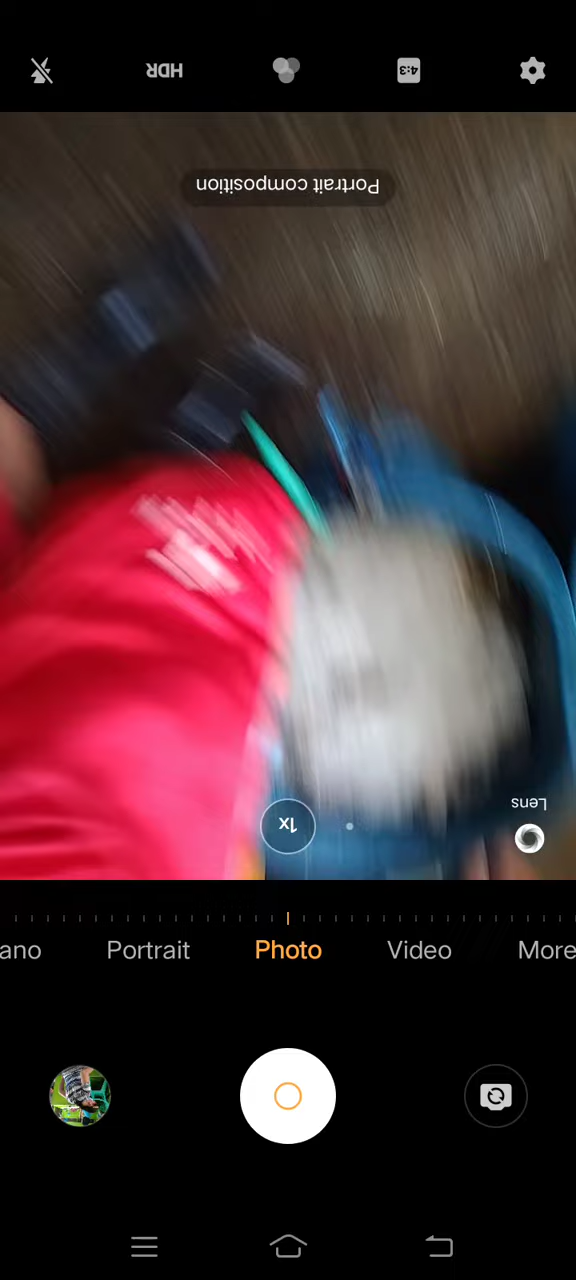 HDR
4:3
Portrait composition
1x
Lens
ano
Portrait
Photo
Video
More